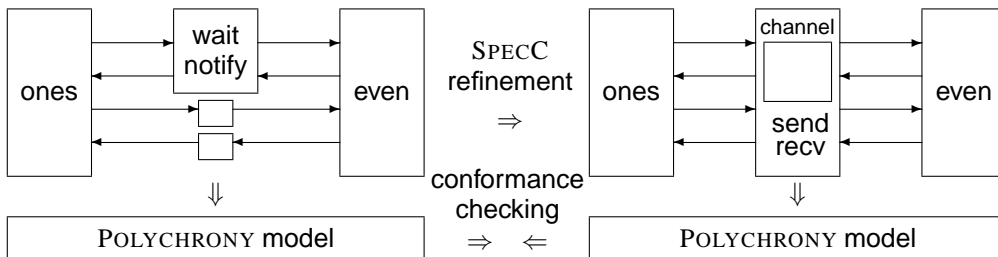 ones
wait
notify
even
SPECC
refinement
⇒
ones
channel
send
recv
even
⇓
conformance
checking
⇓
POLYCHRONY model
⇒ ⇐
POLYCHRONY model